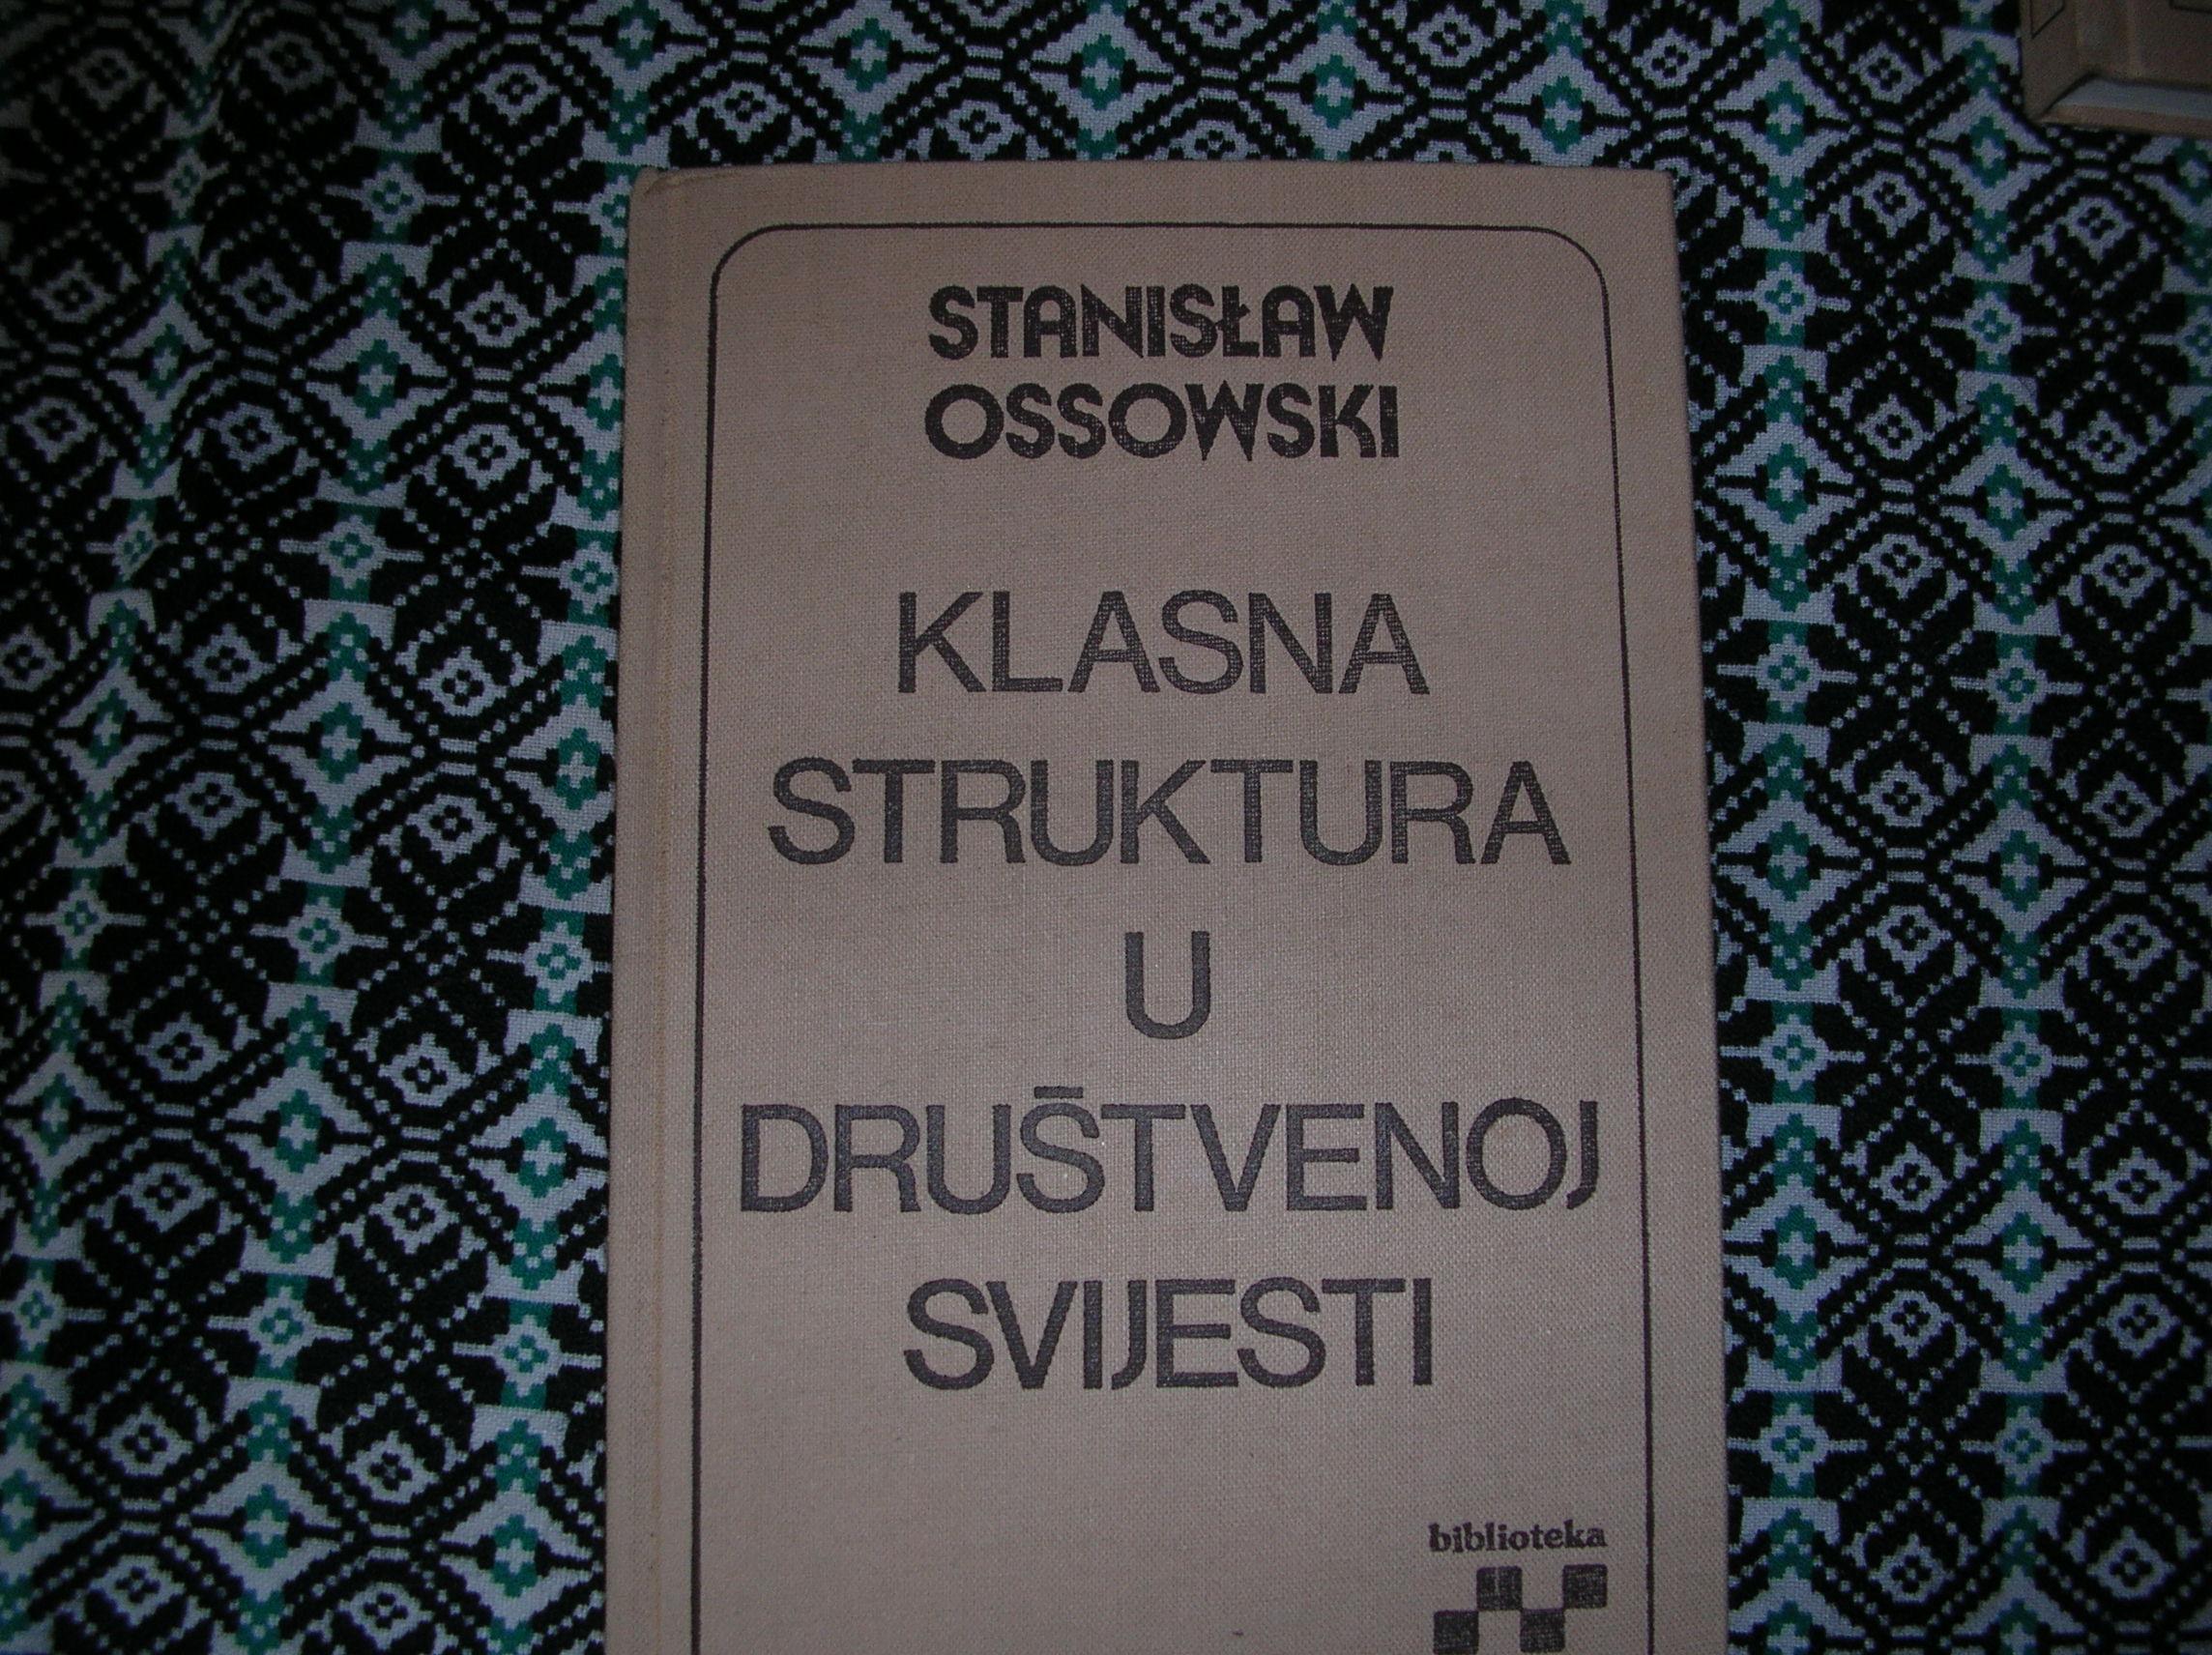 STANISŁAW
OSSOWSKI
KLASNA
STRUKTURA
U
DRUŠTVENOJ
SVIJESTI
biblioteka